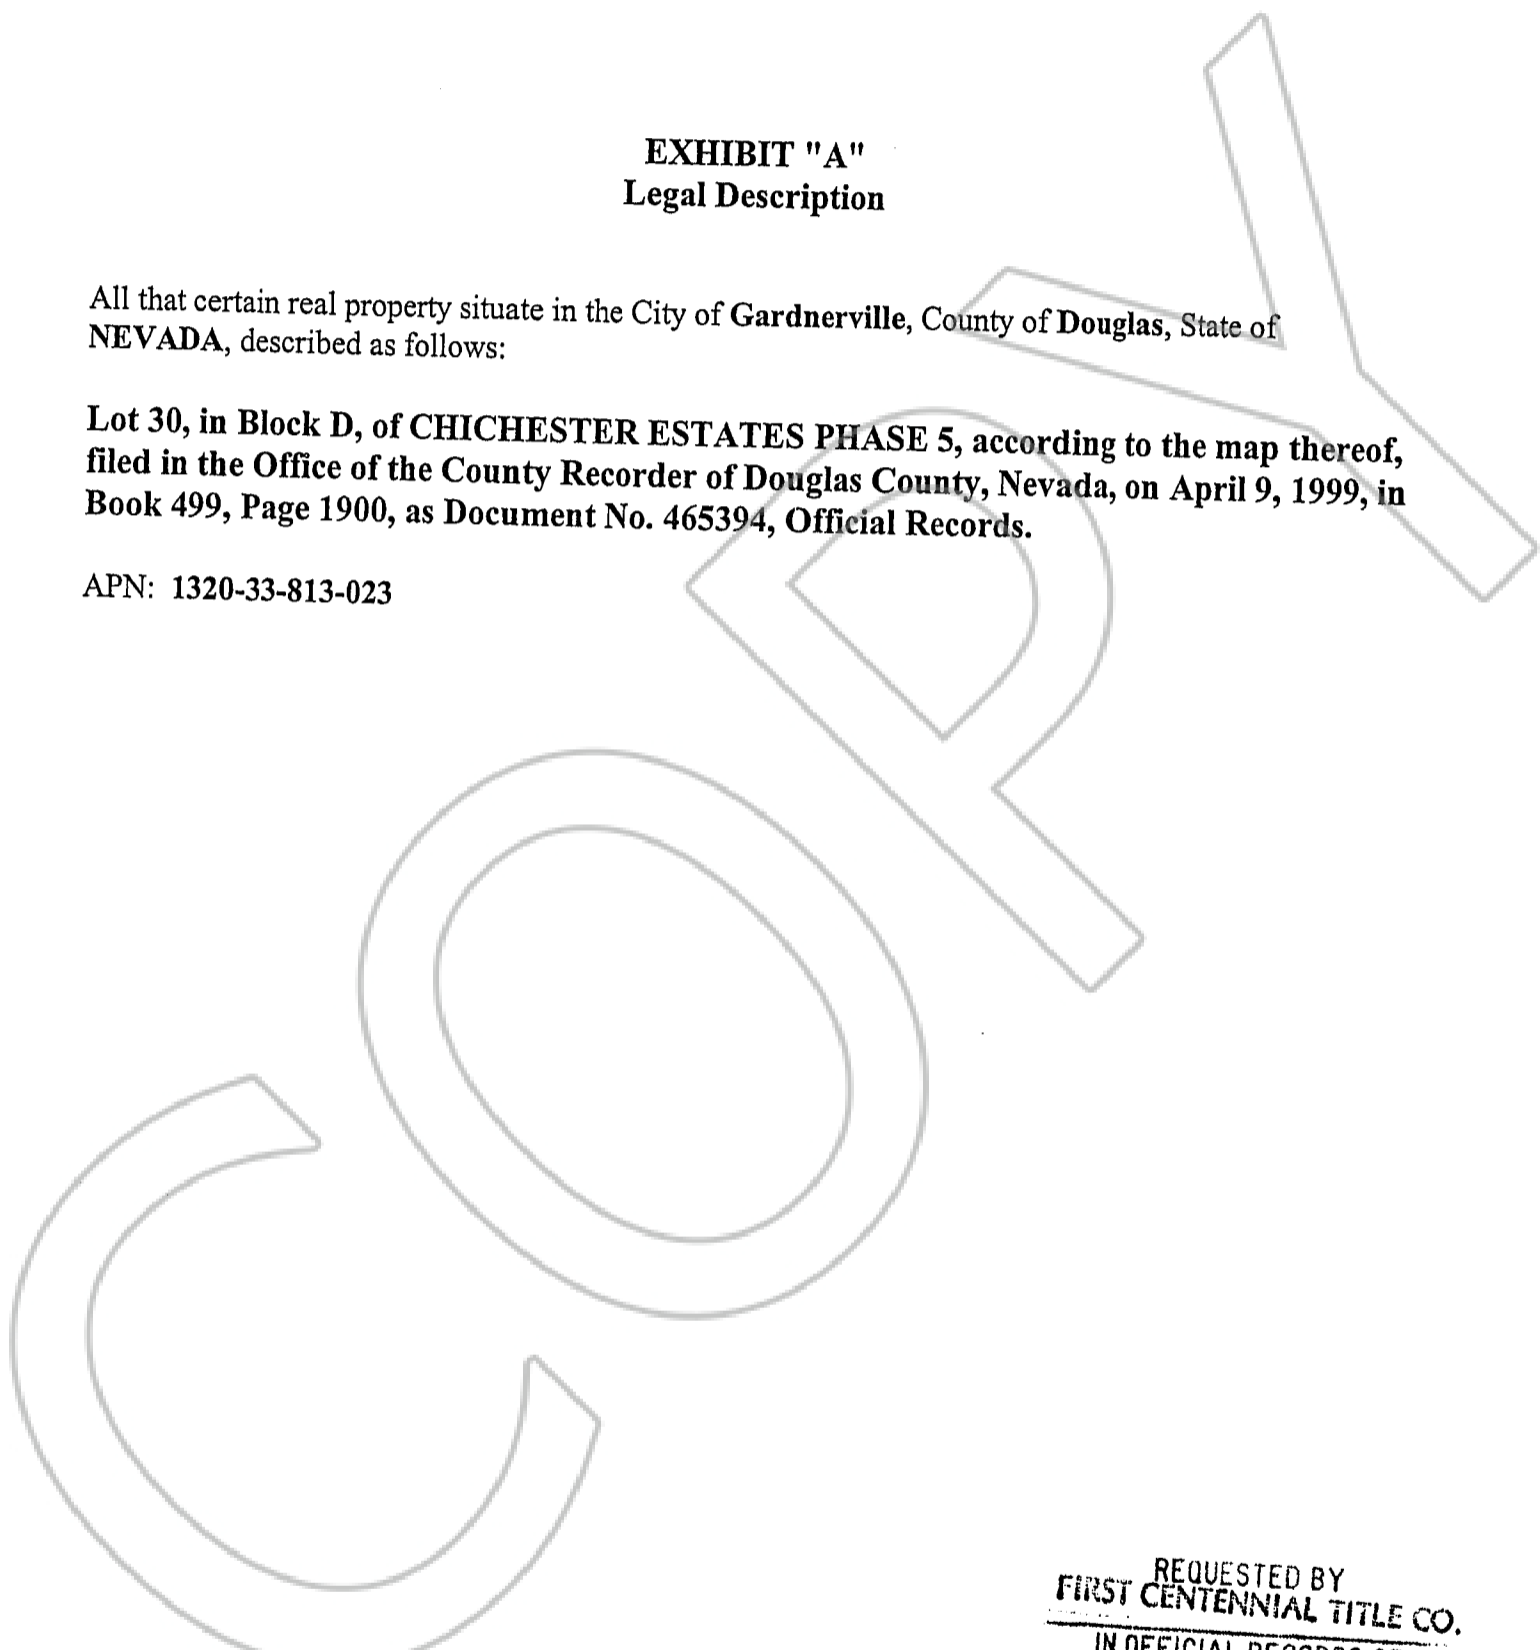 EXHIBIT "A"
Legal Description
All that certain real property situate in the City of Gardnerville, County of Douglas, State of
NEVADA, described as follows:
Lot 30, in Block D, of CHICHESTER ESTATES PHASE 5, according to the map thereof,
filed in the Office of the County Recorder of Douglas County, Nevada, on April 9, 1999, in
Book 499, Page 1900, as Document No. 465394, Official Records.
APN: 1320-33-813-023
COPY
REQUESTED BY
FIRST CENTENNIAL TITLE CO.
IN OFFICIAL RECORDS